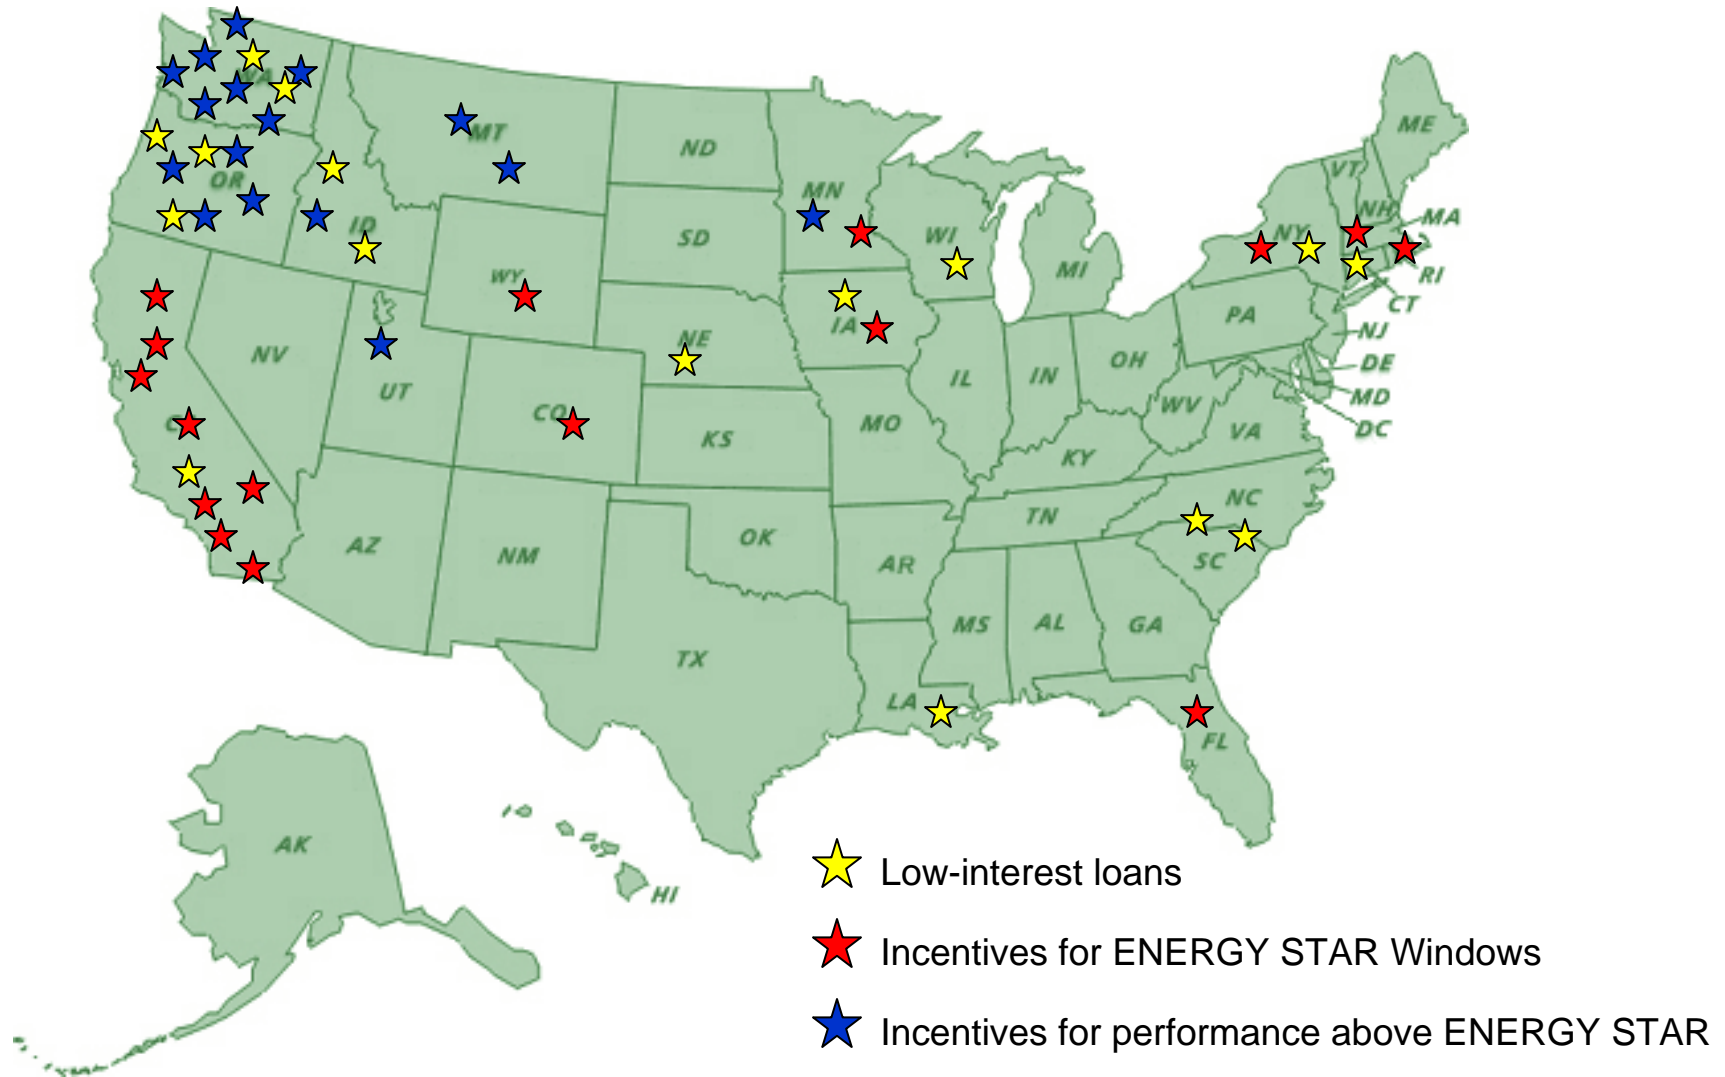 WA
MT
ND
MN
ME
VT
NH
MA
OR
ID
SD
WI
NY
RI
WY
MI
CT
NE
IA
PA
NJ
NV
UT
CO
IL
IN
OH
DE
MD
DC
KS
MO
WV
VA
KY
AZ
NM
OK
TN
NC
AR
SC
TX
MS
AL
GA
LA
FL
AK
HI
Low-interest loans
Incentives for ENERGY STAR Windows
Incentives for performance above ENERGY STAR